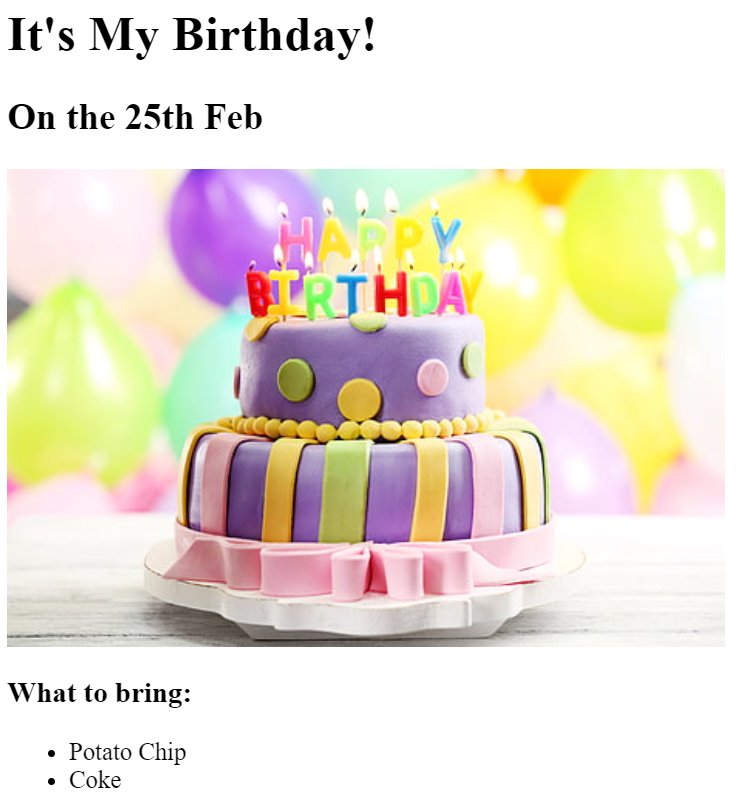 It's My Birthday!
On the 25th Feb
HAPPY
BIRTHDAY
What to bring:
Potato Chip
Coke